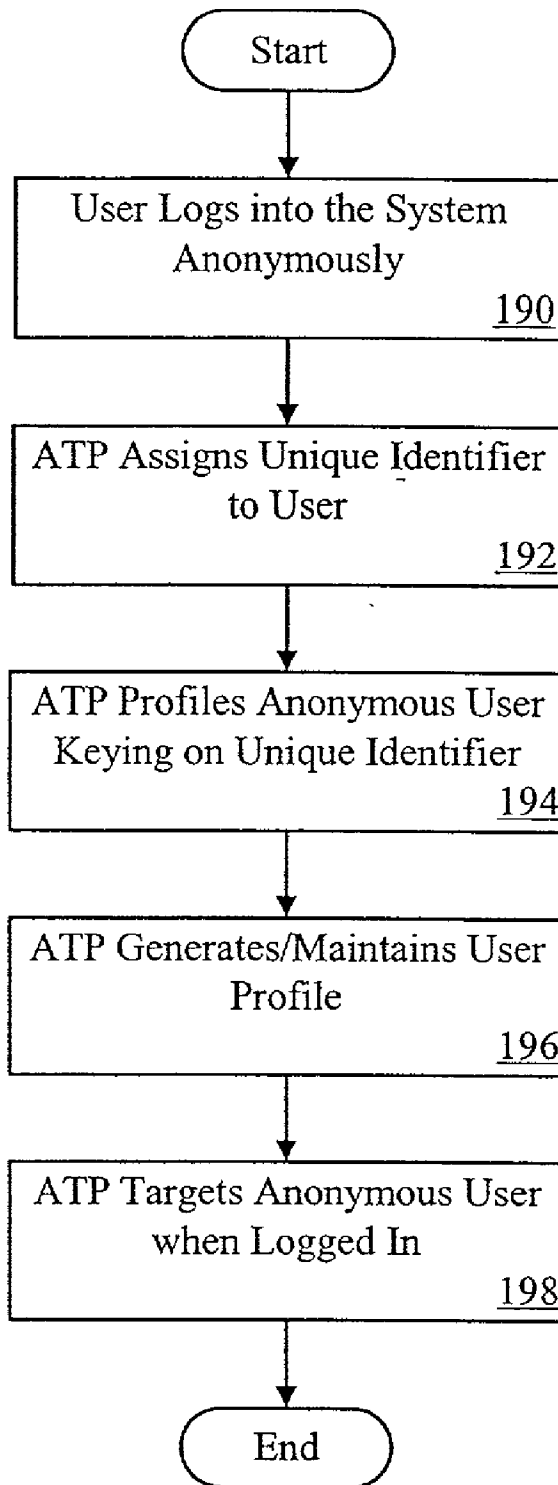 Start
User Logs into the System
Anonymously
190
ATP Assigns Unique Identifier
to User
192
ATP Profiles Anonymous User
Keying on Unique Identifier
194
ATP Generates/Maintains User
Profile
196
ATP Targets Anonymous User
when Logged In
198
End